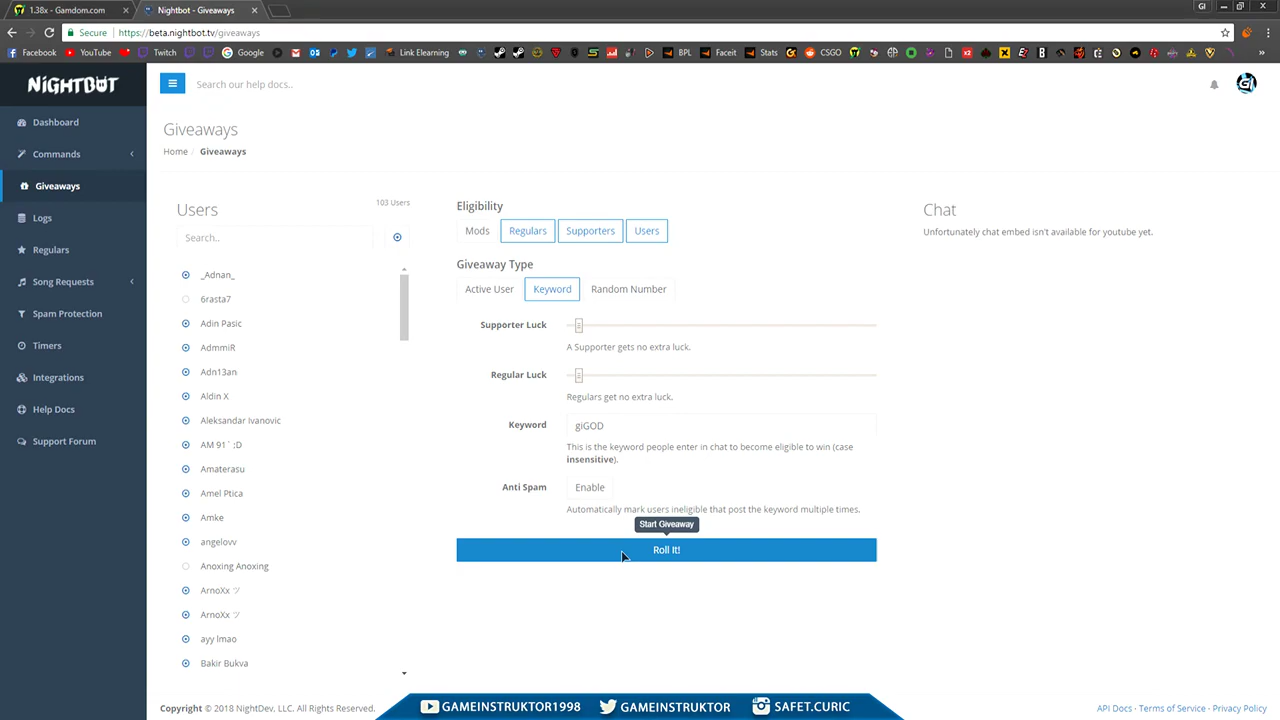 1.38x - Gamdom.com
Nightbot - Giveaways
GI
Secure
https://beta.nightbot.tv/giveaways
Facebook
YouTube
Twitch
Google
Link Elearning
BPL
Faceit
Stats
CSGO
NiGHTBOT
Search our help docs..
Dashboard
Commands
Giveaways
Logs
Regulars
Song Requests
Spam Protection
Timers
Integrations
Help Docs
Support Forum
Giveaways
Home / Giveaways
Users
103 Users
Search..
_Adnan_
6rasta7
Adin Pasic
AdmmiR
Adn13an
Aldin X
Aleksandar Ivanovic
AM 91` :D
Amaterasu
Amel Ptica
Amke
angelovv
Anoxing Anoxing
ArnoXx ツ
ArnoXx ツ
ayy lmao
Bakir Bukva
Eligibility
Mods Regulars Supporters Users
Giveaway Type
Active User Keyword Random Number
Supporter Luck
A Supporter gets no extra luck.
Regular Luck
Regulars get no extra luck.
Keyword
giGOD
This is the keyword people enter in chat to become eligible to win (case
insensitive).
Anti Spam
Enable
Automatically mark users ineligible that post the keyword multiple times.
Start Giveaway
Roll It!
Chat
Unfortunately chat embed isn't available for youtube yet.
Copyright © 2018 NightDev, LLC. All Rights Reserved.
GAMEINSTRUKTOR1998
GAMEINSTRUKTOR
SAFET.CURIC
API Docs - Terms of Service - Privacy Policy